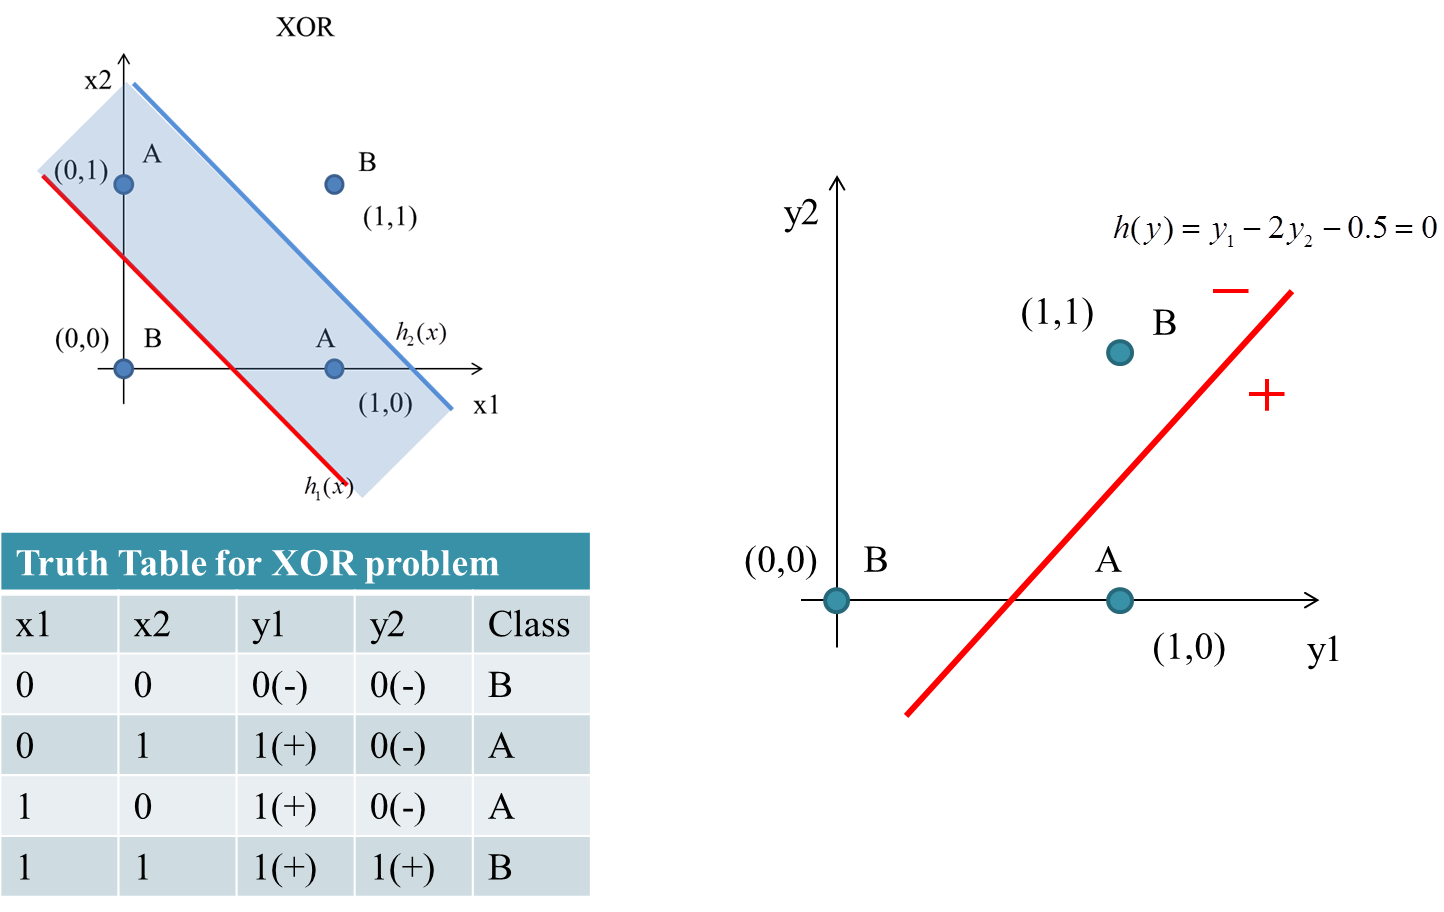 XOR
x2
A
(0,1)
B
(1,1)
(0,0)
B
A
h₂(x)
(1,0)
x1
h₁(x)
Truth Table for XOR problem
x1 x2 y1 y2 Class
0 0 0(-) 0(-) B
0 1 1(+) 0(-) A
1 0 1(+) 0(-) A
1 1 1(+) 1(+) B
y2
h(y) = y₁ − 2y₂ − 0.5 = 0
−
(1,1)
B
+
(0,0)
B
A
(1,0)
y1